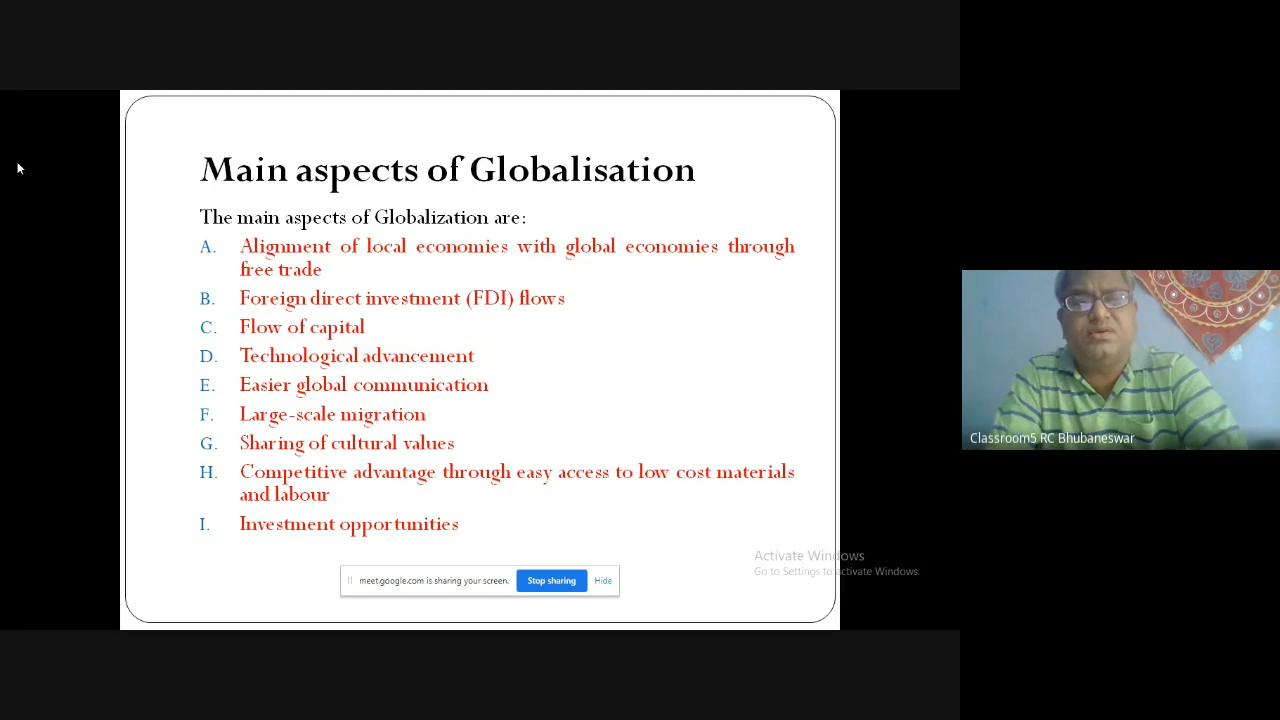 Main aspects of Globalisation
The main aspects of Globalization are:
A. Alignment of local economies with global economies through
free trade
B. Foreign direct investment (FDI) flows
C. Flow of capital
D. Technological advancement
E. Easier global communication
F. Large-scale migration
G. Sharing of cultural values
H. Competitive advantage through easy access to low cost materials
and labour
I. Investment opportunities
meet.google.com is sharing your screen. Stop sharing Hide
Activate Windows
Go to Settings to activate Windows.
Classroom5 RC Bhubaneswar